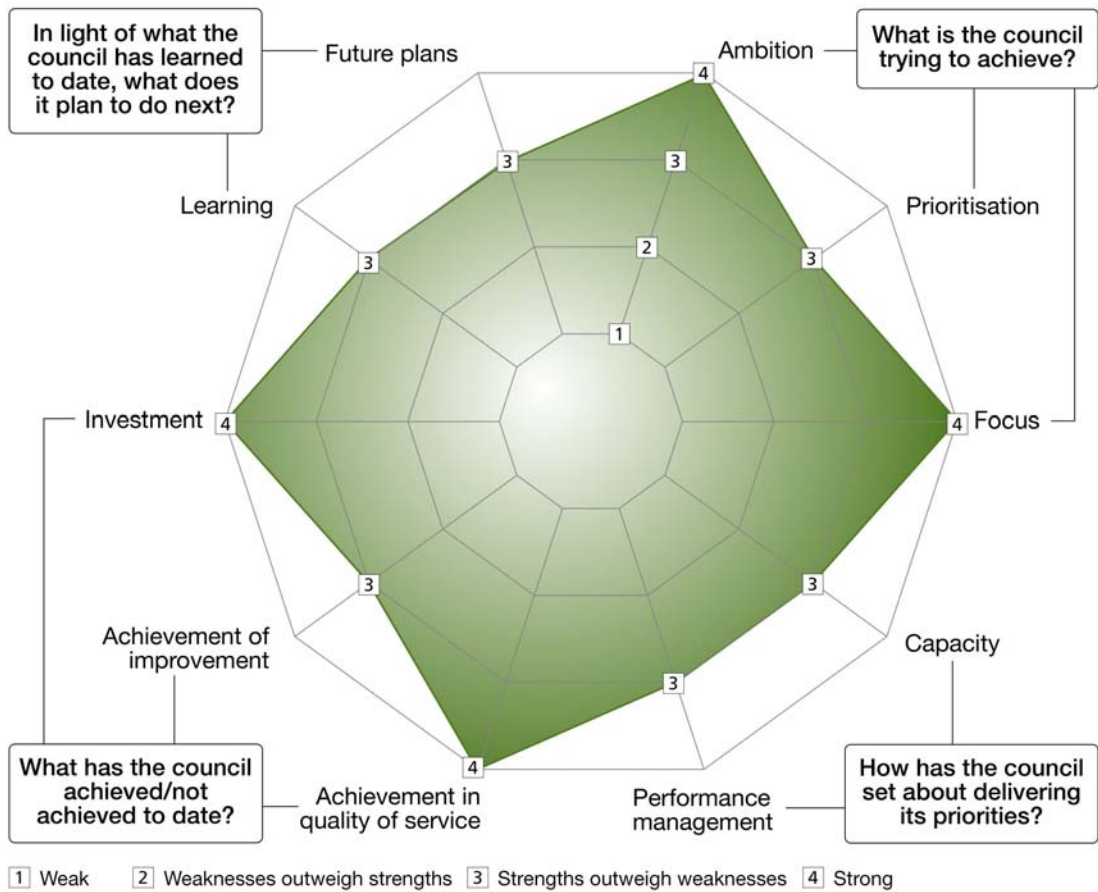 In light of what the
council has learned
to date, what does
it plan to do next?
Future plans
Ambition
What is the council
trying to achieve?
4
3
3
Learning
Prioritisation
2
3
3
1
Investment
4
4
Focus
3
3
Achievement of
improvement
Capacity
3
What has the council
achieved/not
achieved to date?
4
Achievement in
quality of service
Performance
management
How has the council
set about delivering
its priorities?
1 Weak 2 Weaknesses outweigh strengths 3 Strengths outweigh weaknesses 4 Strong